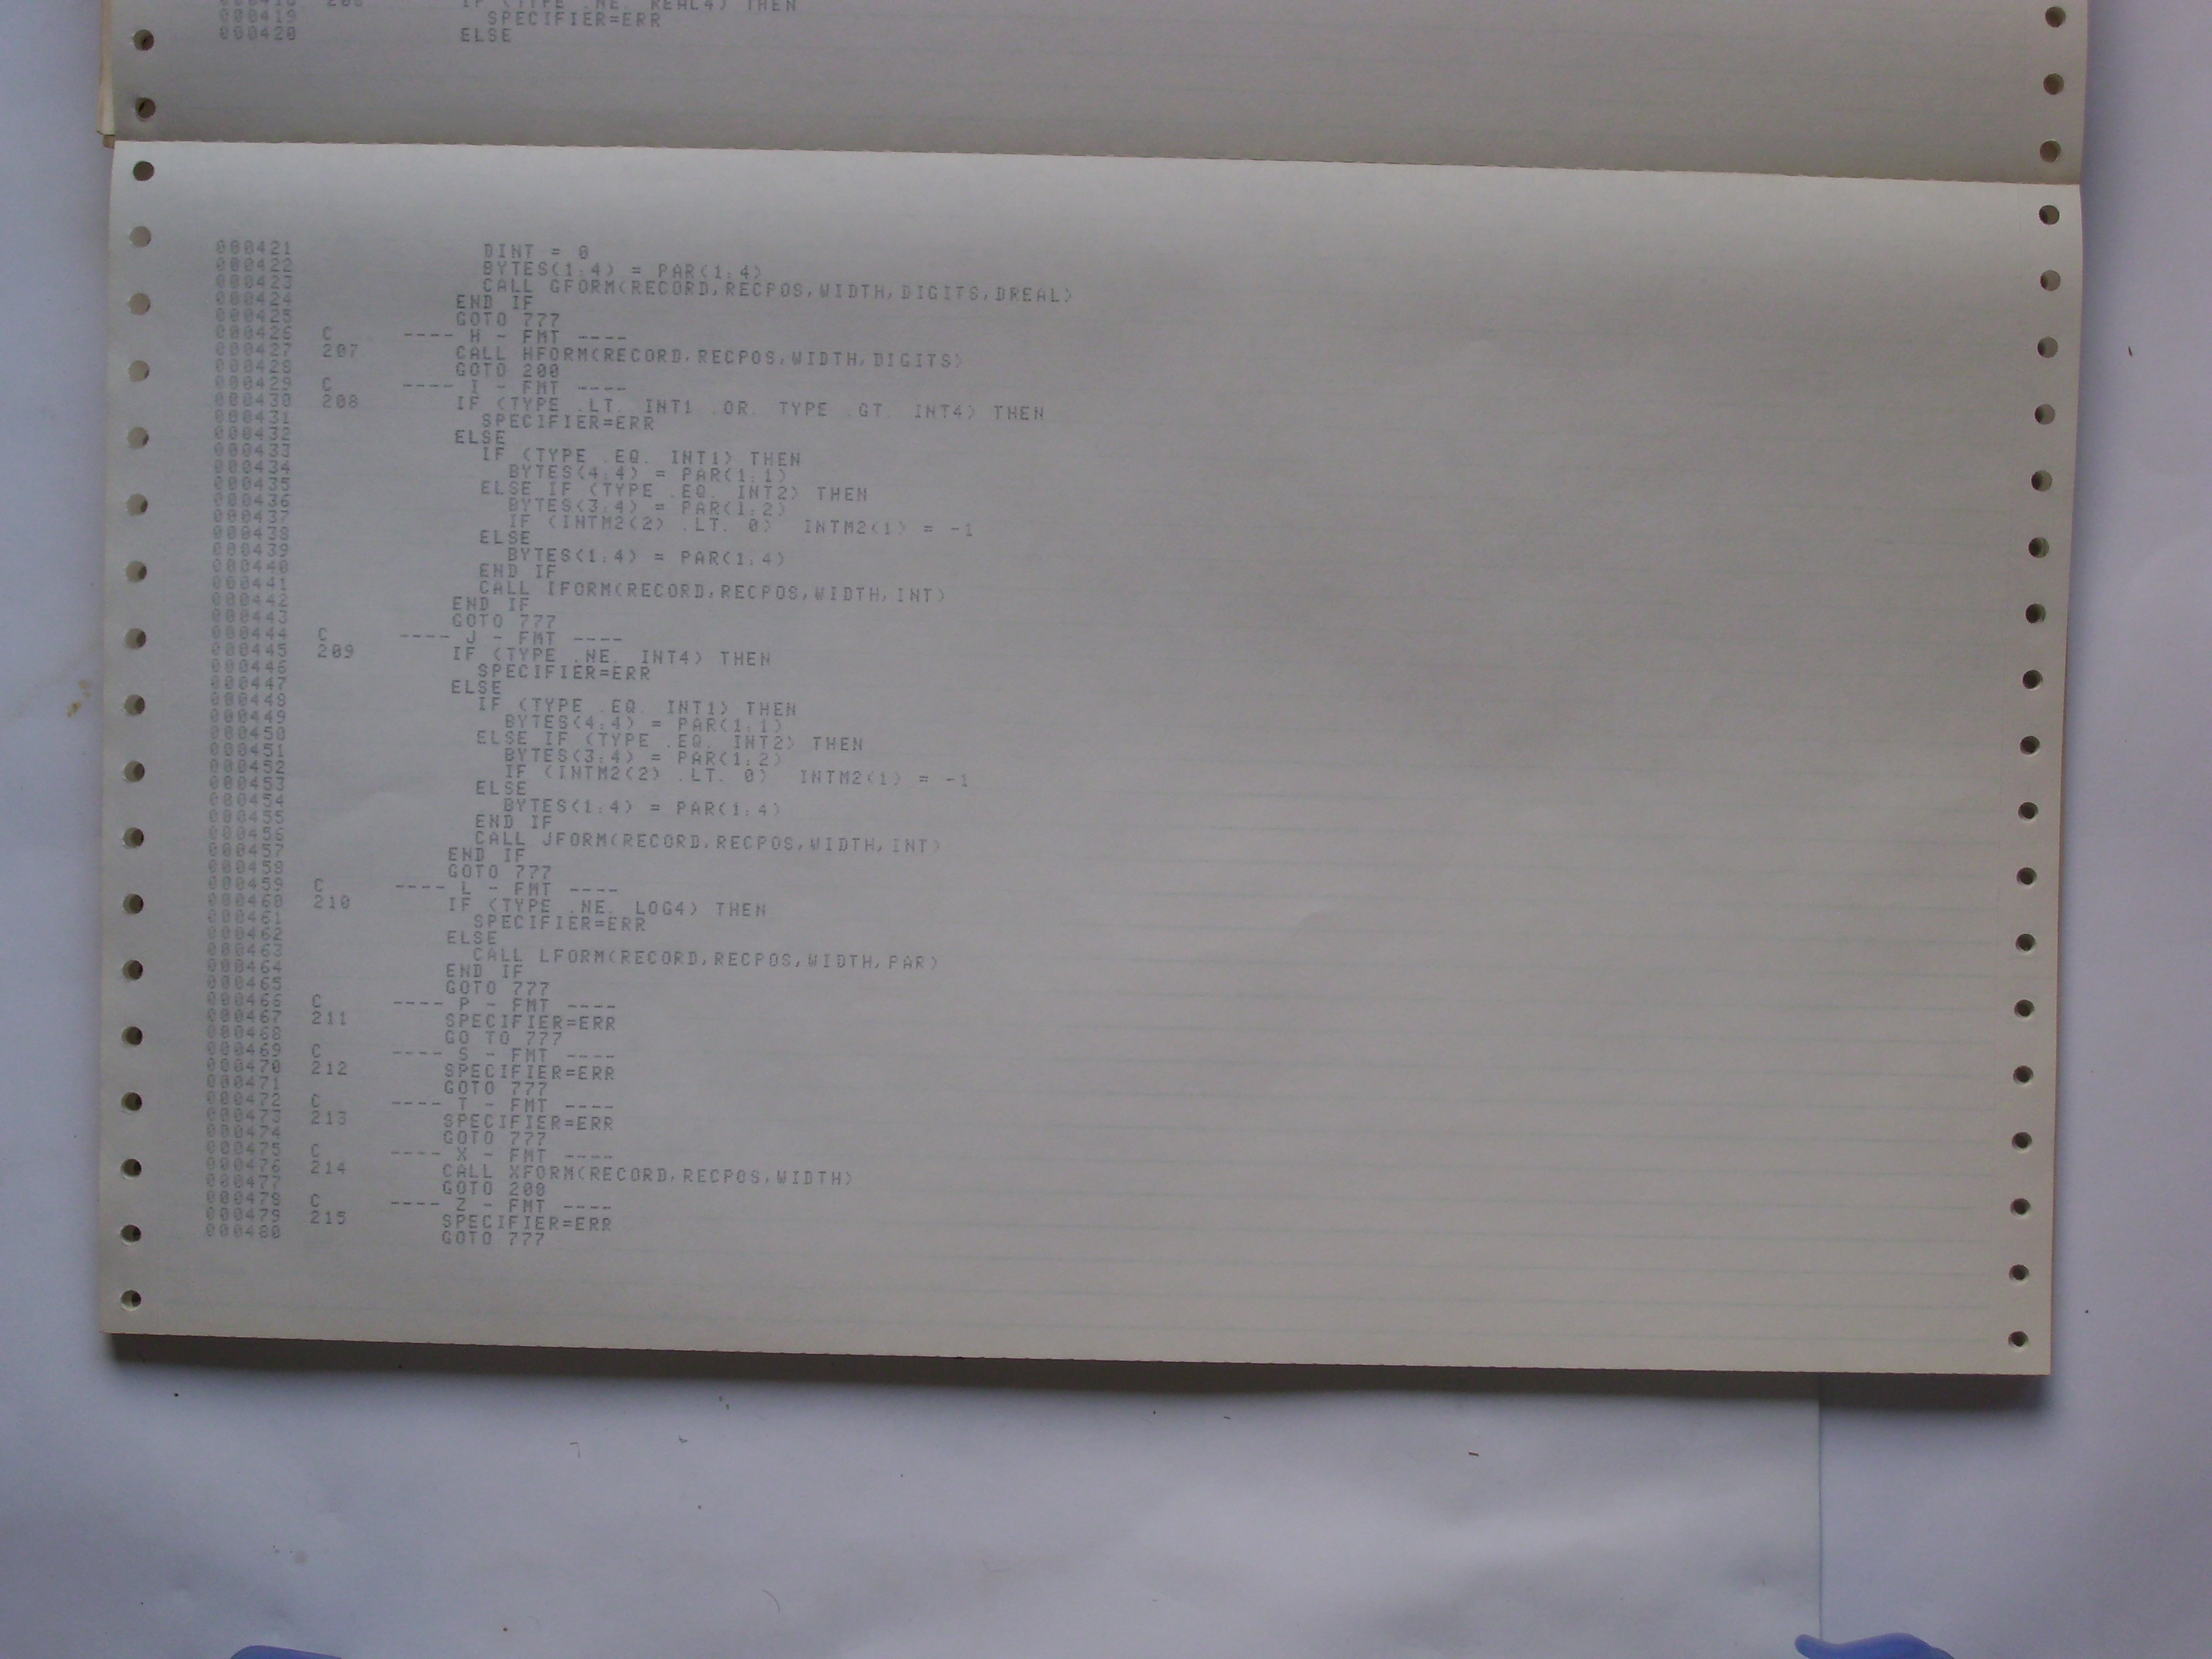 000418 206 IF (TYPE .NE. REAL4) THEN
000419 SPECIFIER=ERR
000420 ELSE
000421 DINT = 0
000422 BYTES(1:4) = PAR(1:4)
000423 CALL GFORM(RECORD,RECPOS,WIDTH,DIGITS,DREAL)
000424 END IF
000425 GOTO 777
000426 C ---- H - FMT ----
000427 207 CALL HFORM(RECORD,RECPOS,WIDTH,DIGITS)
000428 GOTO 200
000429 C ---- I - FMT ----
000430 208 IF (TYPE .LT. INT1 .OR. TYPE .GT. INT4) THEN
000431 SPECIFIER=ERR
000432 ELSE
000433 IF (TYPE .EQ. INT1) THEN
000434 BYTES(4:4) = PAR(1:1)
000435 ELSE IF (TYPE .EQ. INT2) THEN
000436 BYTES(3:4) = PAR(1:2)
000437 IF (INTM2(2) .LT. 0) INTM2(1) = -1
000438 ELSE
000439 BYTES(1:4) = PAR(1:4)
000440 END IF
000441 CALL IFORM(RECORD,RECPOS,WIDTH,INT)
000442 END IF
000443 GOTO 777
000444 C ---- J - FMT ----
000445 209 IF (TYPE .NE. INT4) THEN
000446 SPECIFIER=ERR
000447 ELSE
000448 IF (TYPE .EQ. INT1) THEN
000449 BYTES(4:4) = PAR(1:1)
000450 ELSE IF (TYPE .EQ. INT2) THEN
000451 BYTES(3:4) = PAR(1:2)
000452 IF (INTM2(2) .LT. 0) INTM2(1) = -1
000453 ELSE
000454 BYTES(1:4) = PAR(1:4)
000455 END IF
000456 CALL JFORM(RECORD,RECPOS,WIDTH,INT)
000457 END IF
000458 GOTO 777
000459 C ---- L - FMT ----
000460 210 IF (TYPE .NE. LOG4) THEN
000461 SPECIFIER=ERR
000462 ELSE
000463 CALL LFORM(RECORD,RECPOS,WIDTH,PAR)
000464 END IF
000465 GOTO 777
000466 C ---- P - FMT ----
000467 211 SPECIFIER=ERR
000468 GO TO 777
000469 C ---- S - FMT ----
000470 212 SPECIFIER=ERR
000471 GOTO 777
000472 C ---- T - FMT ----
000473 213 SPECIFIER=ERR
000474 GOTO 777
000475 C ---- X - FMT ----
000476 214 CALL XFORM(RECORD,RECPOS,WIDTH)
000477 GOTO 200
000478 C ---- Z - FMT ----
000479 215 SPECIFIER=ERR
000480 GOTO 777